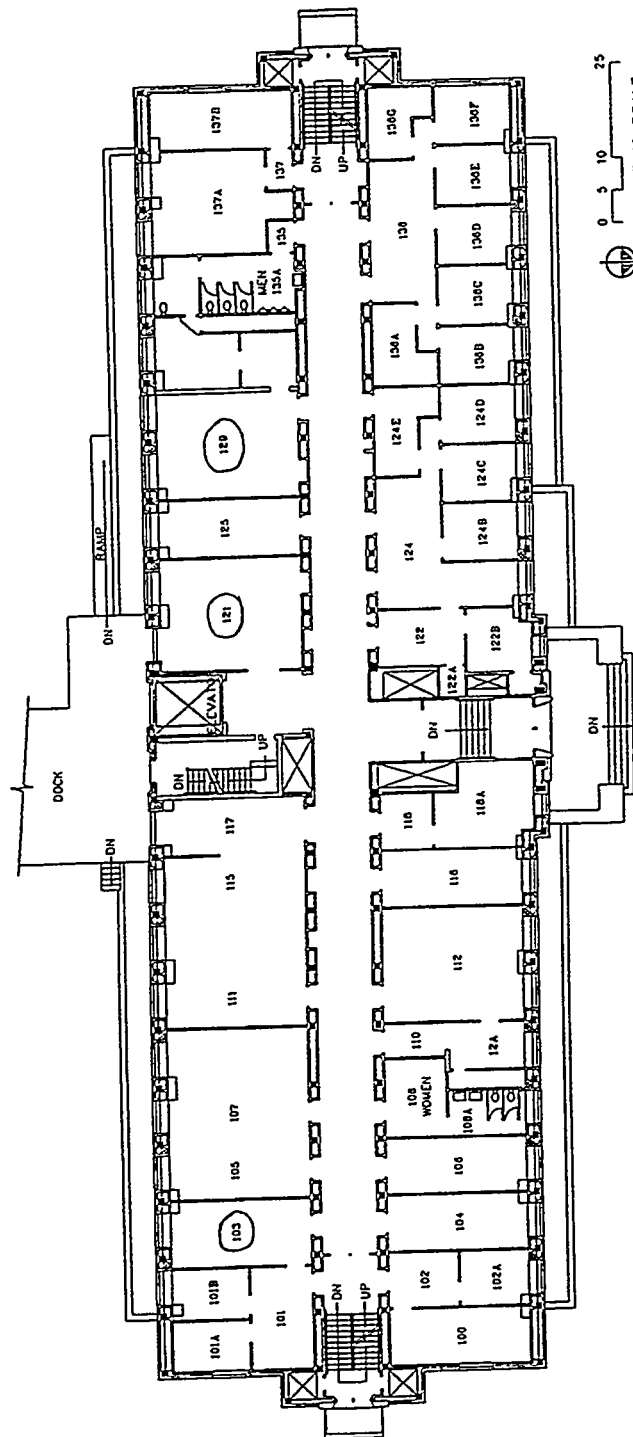 DOCK
DN
DN
RAMP
101A
101B
103
105
107
111
115
117
DN
UP
ELEVAT
121
125
129
MEN
135A
135
137A
137
137B
101
DN
UP
DN
UP
100
102
102A
104
106
108
WOMEN
108A
110
12A
112
116
118
118A
DN
122A
122
122B
124
124B
124C
124D
124E
136A
136
136B
136C
136D
136E
136F
136G
DN
0 5 10 25